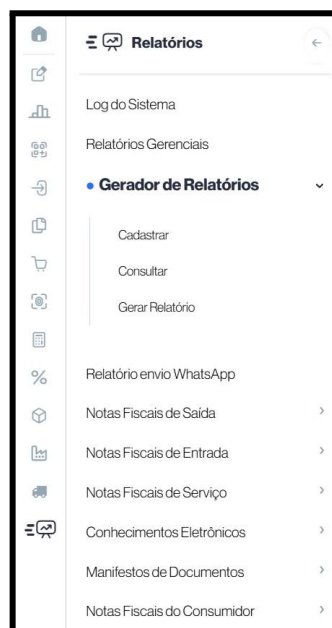 Relatórios
Log do Sistema
Relatórios Gerenciais
Gerador de Relatórios
Cadastrar
Consultar
Gerar Relatório
Relatório envio WhatsApp
Notas Fiscais de Saída
Notas Fiscais de Entrada
Notas Fiscais de Serviço
Conhecimentos Eletrônicos
Manifestos de Documentos
Notas Fiscais do Consumidor